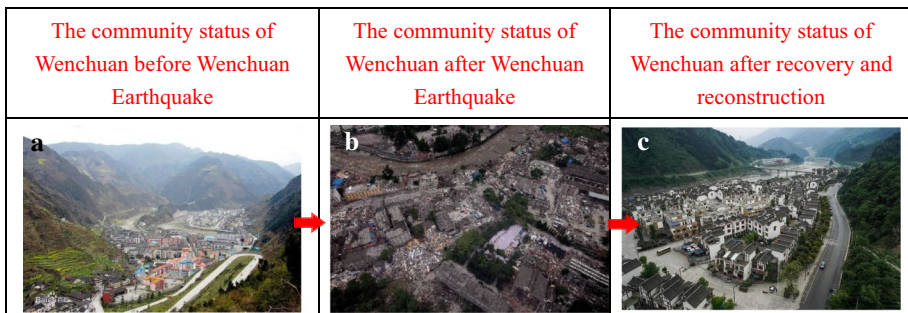 The community status of
Wenchuan before Wenchuan
Earthquake
The community status of
Wenchuan after Wenchuan
Earthquake
The community status of
Wenchuan after recovery and
reconstruction
a
b
c